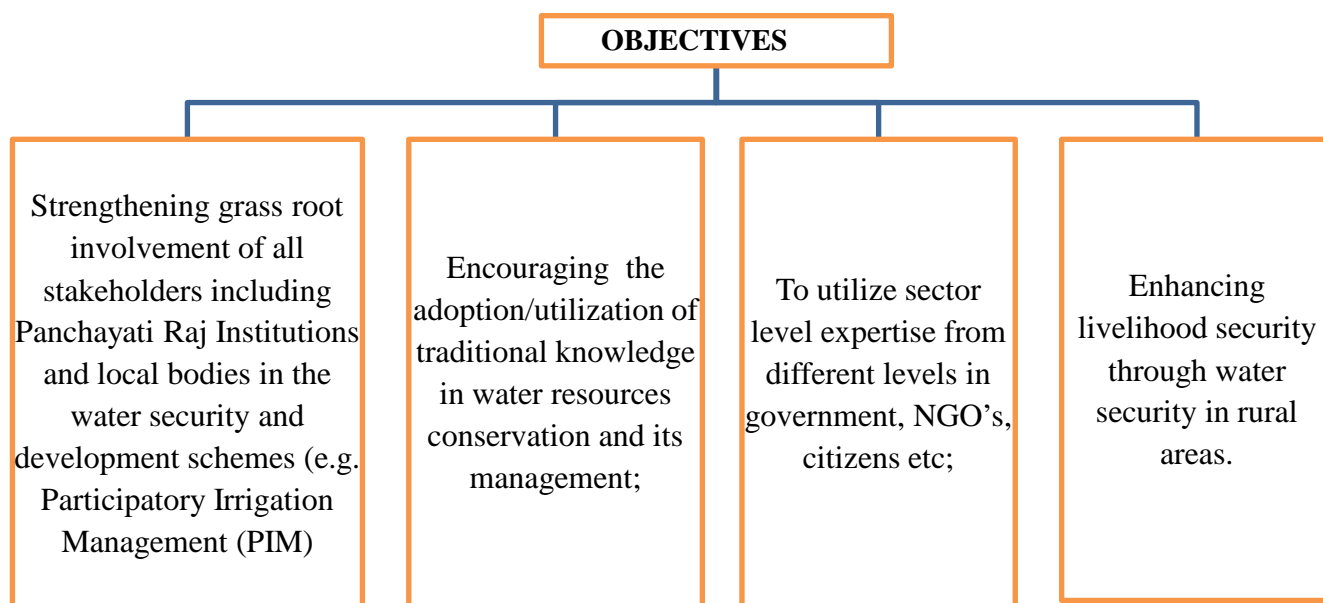 OBJECTIVES
Strengthening grass root
involvement of all
stakeholders including
Panchayati Raj Institutions
and local bodies in the
water security and
development schemes (e.g.
Participatory Irrigation
Management (PIM)
Encouraging the
adoption/utilization of
traditional knowledge
in water resources
conservation and its
management;
To utilize sector
level expertise from
different levels in
government, NGO’s,
citizens etc;
Enhancing
livelihood security
through water
security in rural
areas.